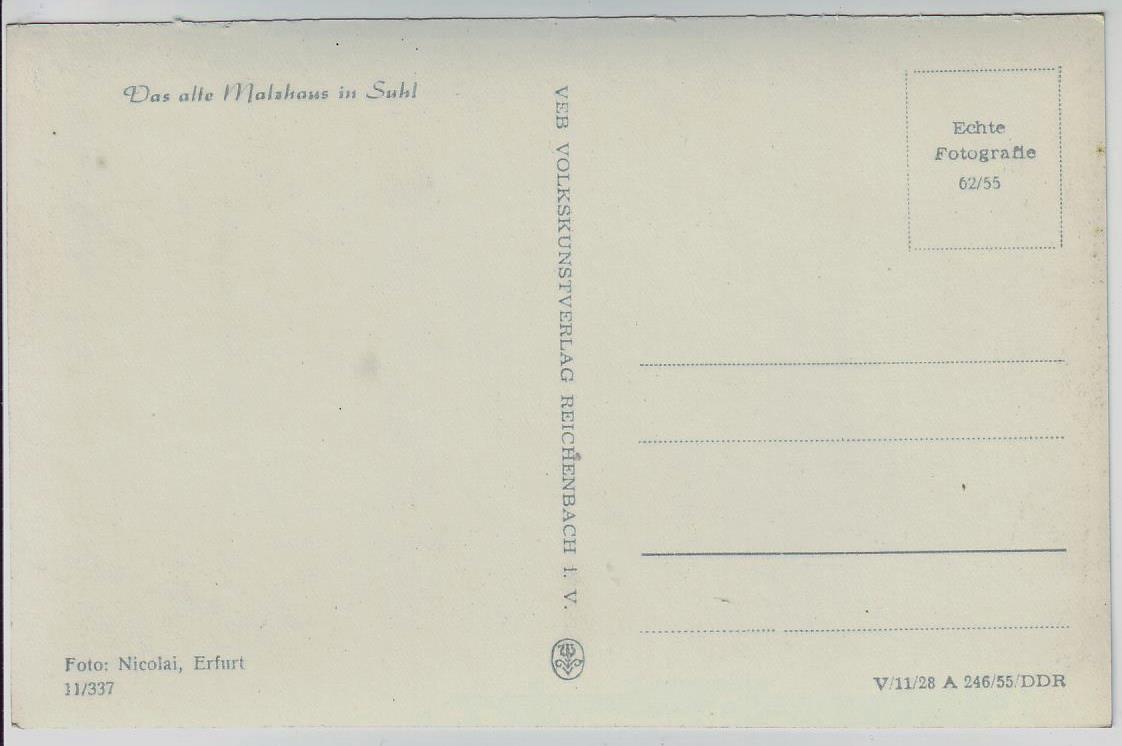 Das alte Malzhaus in Suhl
VEB VOLKSKUNSTVERLAG REICHENBACH i. V.
Echte
Fotografie
62/55
Foto: Nicolai, Erfurt
11/337
V/11/28 A 246/55/DDR